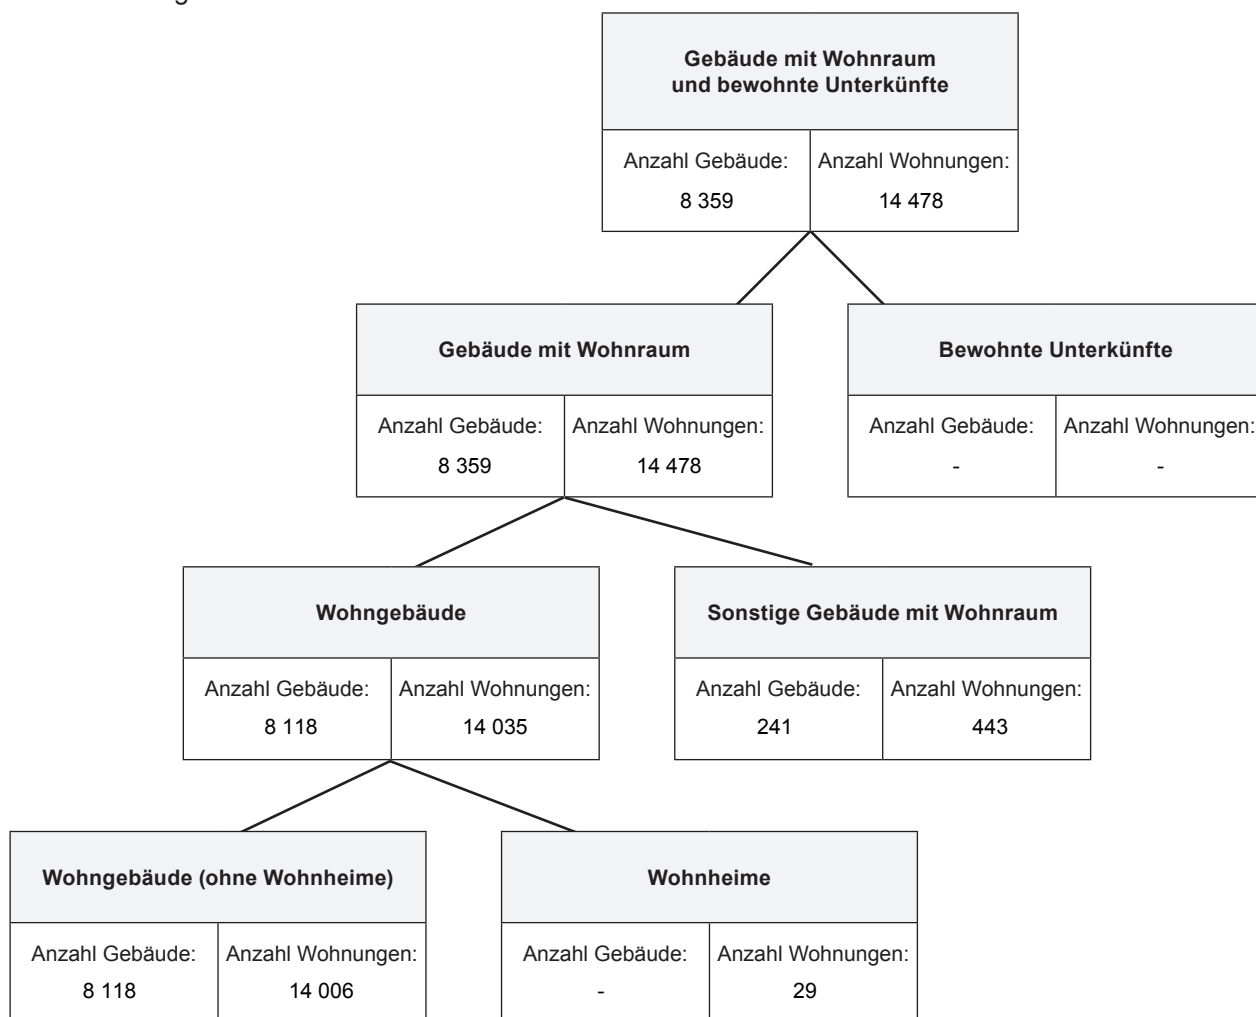 Gebäude mit Wohnraum
und bewohnte Unterkünfte
Anzahl Gebäude: Anzahl Wohnungen:
8 359 14 478
Gebäude mit Wohnraum Bewohnte Unterkünfte
Anzahl Gebäude: Anzahl Wohnungen: Anzahl Gebäude: Anzahl Wohnungen:
8 359 14 478 - -
Wohngebäude Sonstige Gebäude mit Wohnraum
Anzahl Gebäude: Anzahl Wohnungen: Anzahl Gebäude: Anzahl Wohnungen:
8 118 14 035 241 443
Wohngebäude (ohne Wohnheime) Wohnheime
Anzahl Gebäude: Anzahl Wohnungen: Anzahl Gebäude: Anzahl Wohnungen:
8 118 14 006 - 29